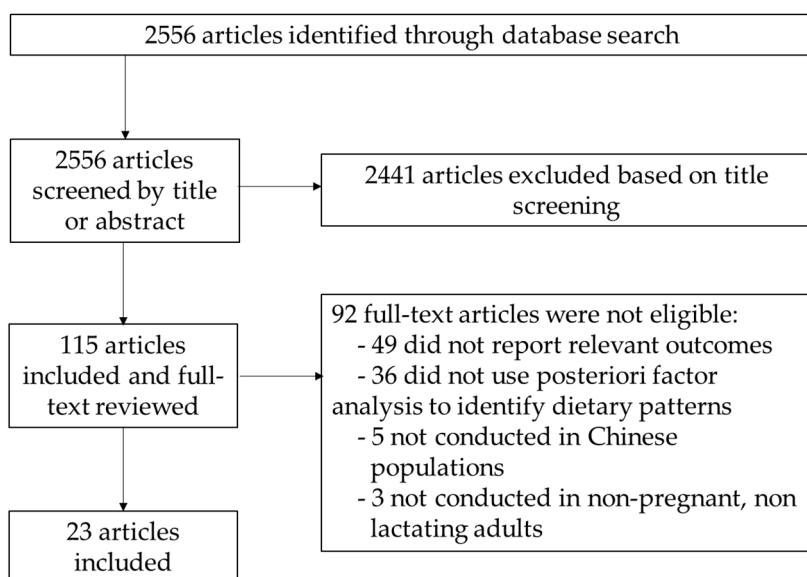 2556 articles identified through database search
2556 articles
screened by title
or abstract
2441 articles excluded based on title
screening
115 articles
included and full-
text reviewed
92 full-text articles were not eligible:
- 49 did not report relevant outcomes
- 36 did not use posteriori factor
analysis to identify dietary patterns
- 5 not conducted in Chinese
populations
- 3 not conducted in non-pregnant, non
lactating adults
23 articles
included